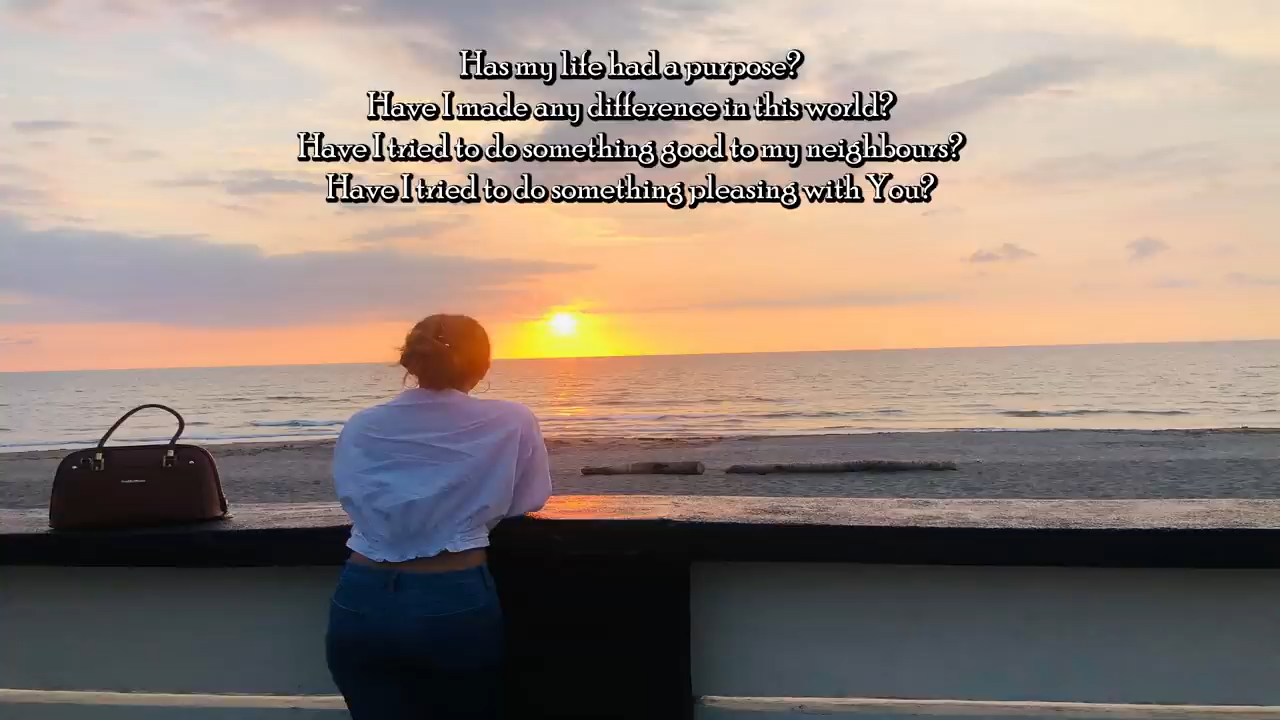 Has my life had a purpose?
Have I made any difference in this world?
Have I tried to do something good to my neighbours?
Have I tried to do something pleasing with You?